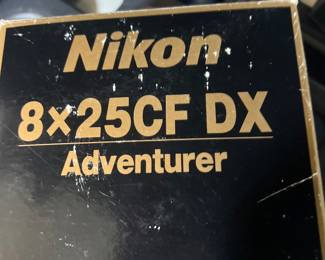 Nikon
8×25CF DX
Adventurer